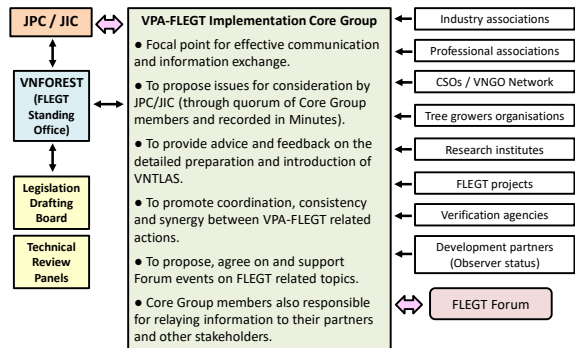 JPC / JIC
VNFOREST
(FLEGT
Standing
Office)
Legislation
Drafting
Board
Technical
Review
Panels
VPA-FLEGT Implementation Core Group
● Focal point for effective communication
and information exchange.
● To propose issues for consideration by
JPC/JIC (through quorum of Core Group
members and recorded in Minutes).
● To provide advice and feedback on the
detailed preparation and introduction of
VNTLAS.
● To promote coordination, consistency
and synergy between VPA-FLEGT related
actions.
● To propose, agree on and support
Forum events on FLEGT related topics.
● Core Group members also responsible
for relaying information to their partners
and other stakeholders.
Industry associations
Professional associations
CSOs / VNGO Network
Tree growers organisations
Research institutes
FLEGT projects
Verification agencies
Development partners
(Observer status)
FLEGT Forum